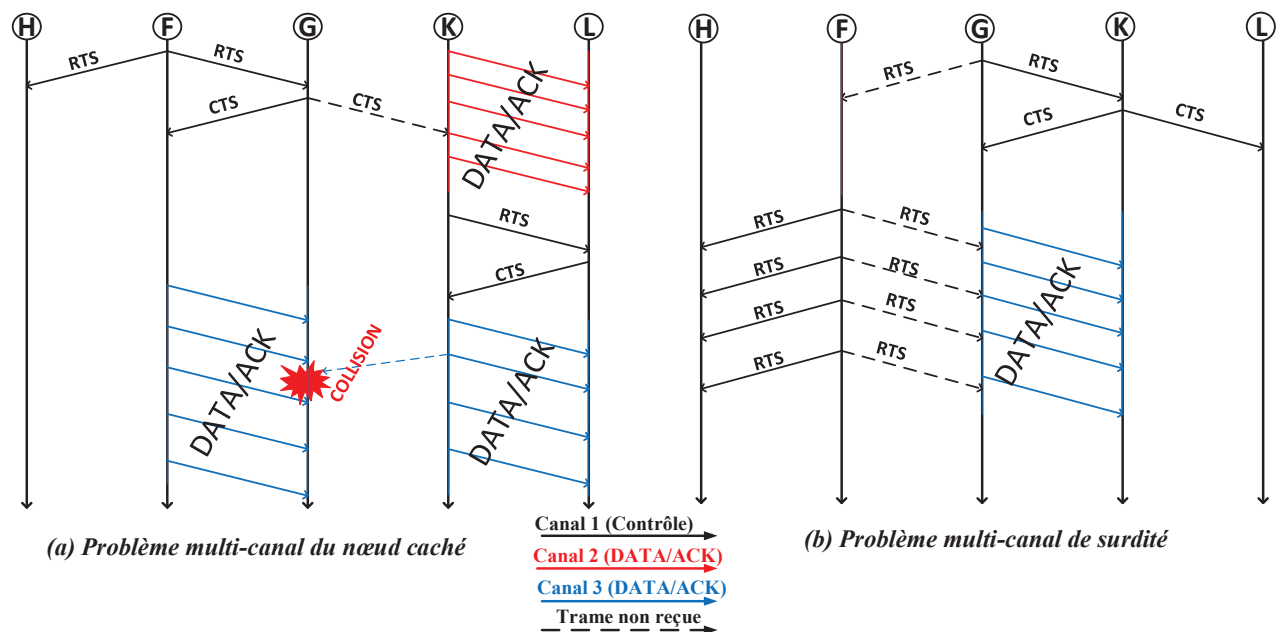 H F G K L
RTS RTS
CTS CTS
DATA/ACK
RTS
CTS
DATA/ACK
COLLISION
DATA/ACK
(a) Problème multi-canal du nœud caché
H F G K L
RTS RTS
CTS CTS
RTS RTS
RTS RTS
RTS RTS
RTS RTS
DATA/ACK
(b) Problème multi-canal de surdité
Canal 1 (Contrôle)
Canal 2 (DATA/ACK)
Canal 3 (DATA/ACK)
Trame non reçue